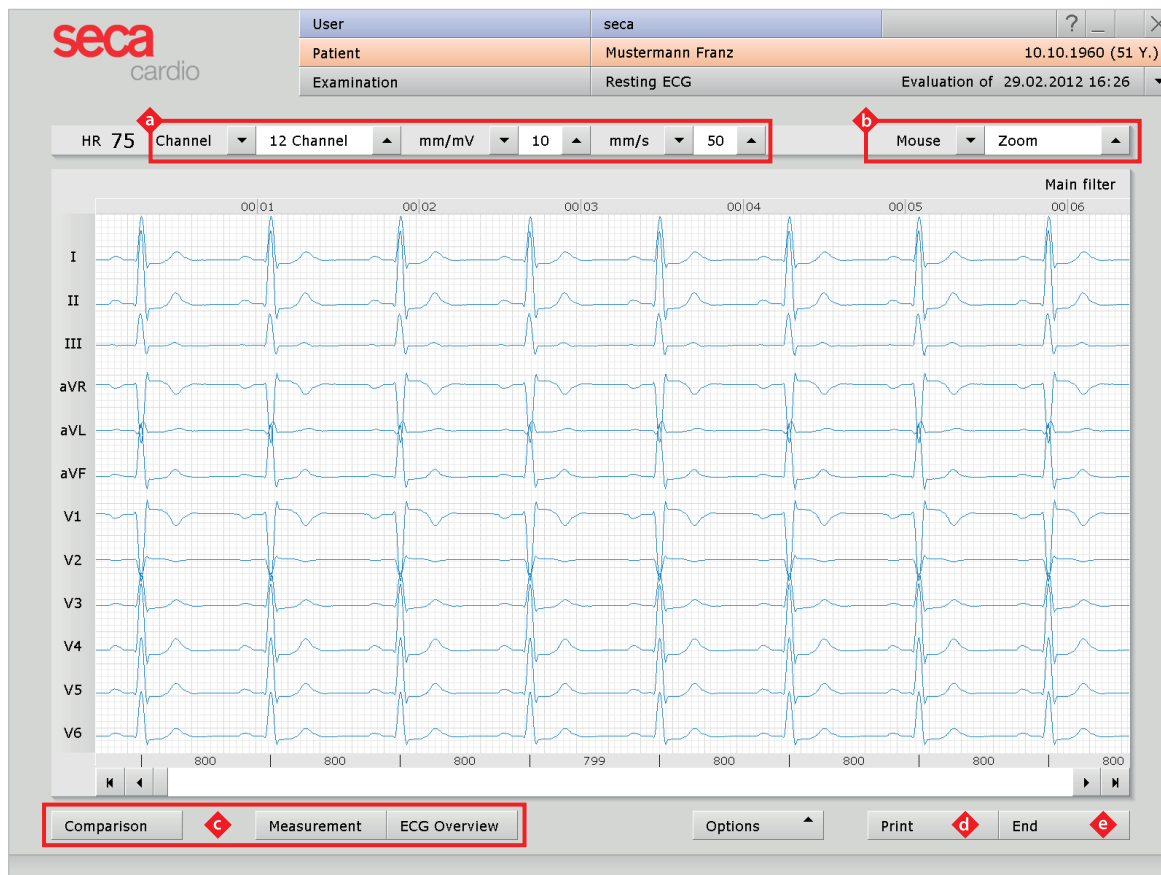 seca
cardio
User seca ? _
Patient Mustermann Franz 10.10.1960 (51 Y.)
Examination Resting ECG Evaluation of 29.02.2012 16:26
a b
HR 75 Channel 12 Channel mm/mV 10 mm/s 50 Mouse Zoom
Main filter
00|01 00|02 00|03 00|04 00|05 00|06
I
II
III
aVR
aVL
aVF
V1
V2
V3
V4
V5
V6
800 800 800 799 800 800 800 800
Comparison c Measurement ECG Overview Options Print d End e